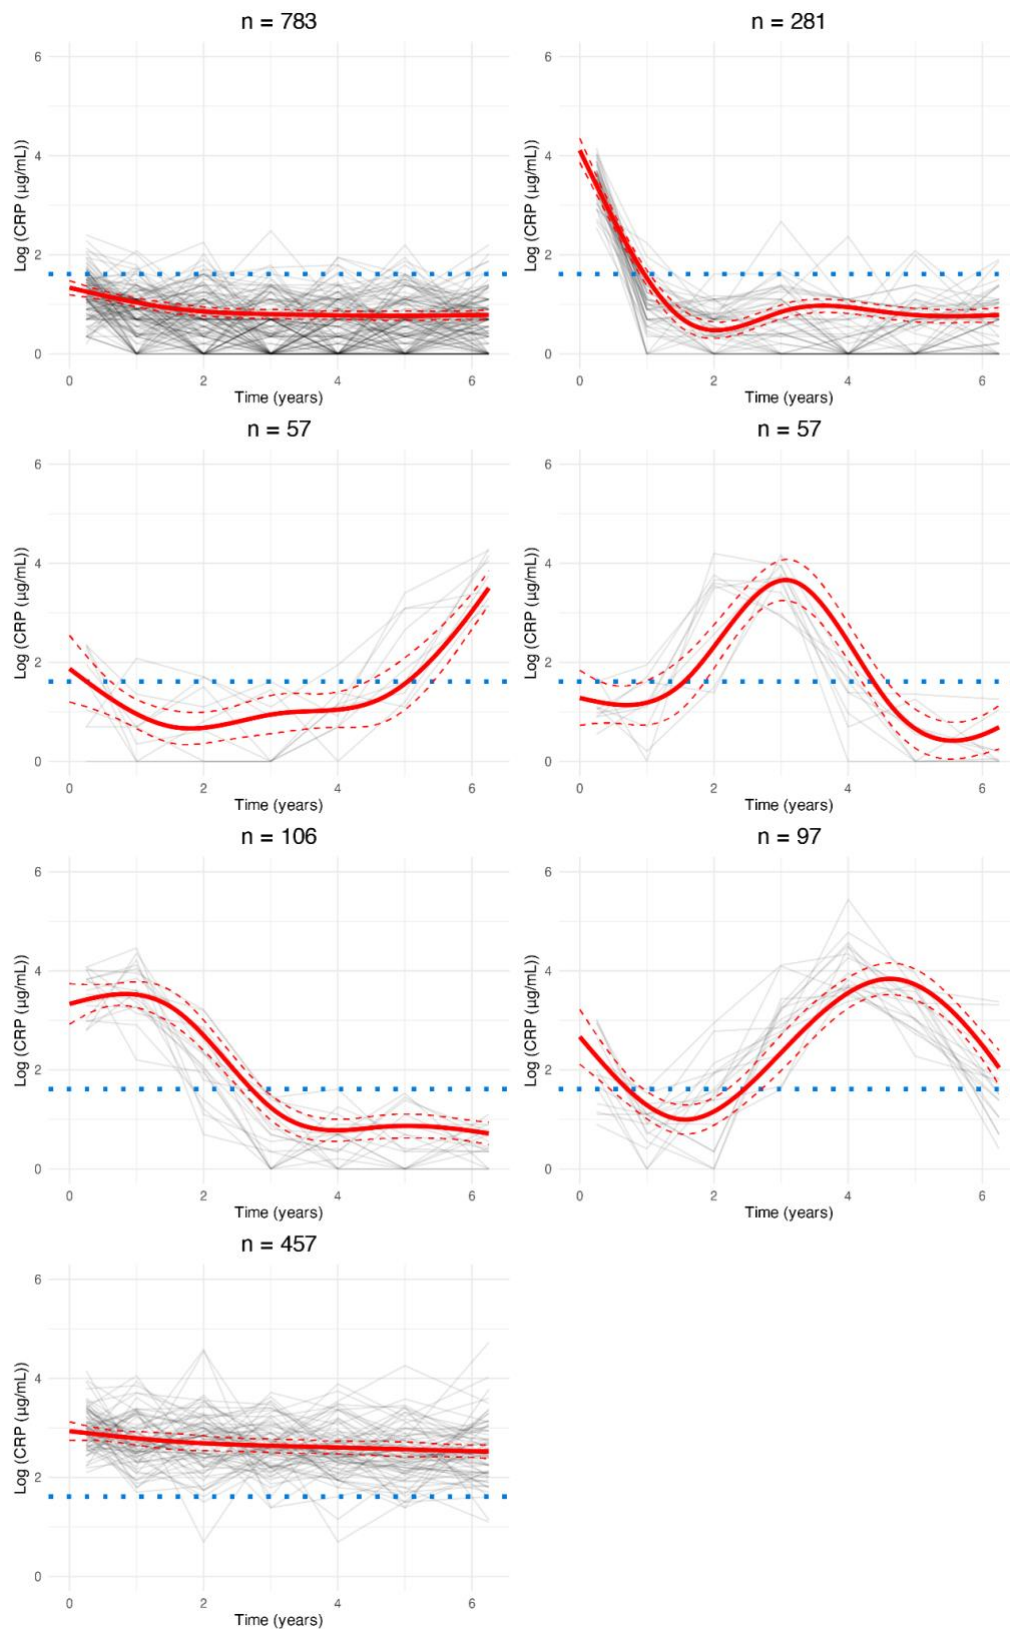 n = 783
6
4
2
0
Log (CRP (µg/mL))
0 2 4 6
Time (years)
n = 281
6
4
2
0
Log (CRP (µg/mL))
0 2 4 6
Time (years)
n = 57
6
4
2
0
Log (CRP (µg/mL))
0 2 4 6
Time (years)
n = 57
6
4
2
0
Log (CRP (µg/mL))
0 2 4 6
Time (years)
n = 106
6
4
2
0
Log (CRP (µg/mL))
0 2 4 6
Time (years)
n = 97
6
4
2
0
Log (CRP (µg/mL))
0 2 4 6
Time (years)
n = 457
6
4
2
0
Log (CRP (µg/mL))
0 2 4 6
Time (years)